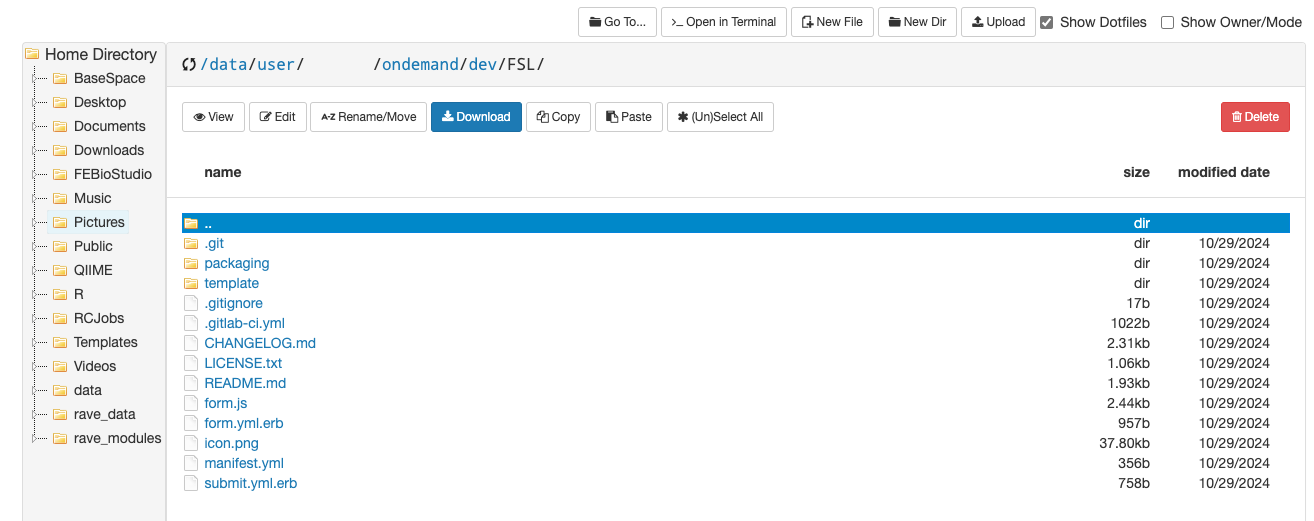 Go To... >_ Open in Terminal New File New Dir Upload Show Dotfiles Show Owner/Mode
Home Directory
BaseSpace
Desktop
Documents
Downloads
FEBioStudio
Music
Pictures
Public
QIIME
R
RCJobs
Templates
Videos
data
rave_data
rave_modules
/data/user/ /ondemand/dev/FSL/
View Edit A-Z Rename/Move Download Copy Paste (Un)Select All Delete
name size modified date
.. dir
.git dir 10/29/2024
packaging dir 10/29/2024
template dir 10/29/2024
.gitignore 17b 10/29/2024
.gitlab-ci.yml 1022b 10/29/2024
CHANGELOG.md 2.31kb 10/29/2024
LICENSE.txt 1.06kb 10/29/2024
README.md 1.93kb 10/29/2024
form.js 2.44kb 10/29/2024
form.yml.erb 957b 10/29/2024
icon.png 37.80kb 10/29/2024
manifest.yml 356b 10/29/2024
submit.yml.erb 758b 10/29/2024